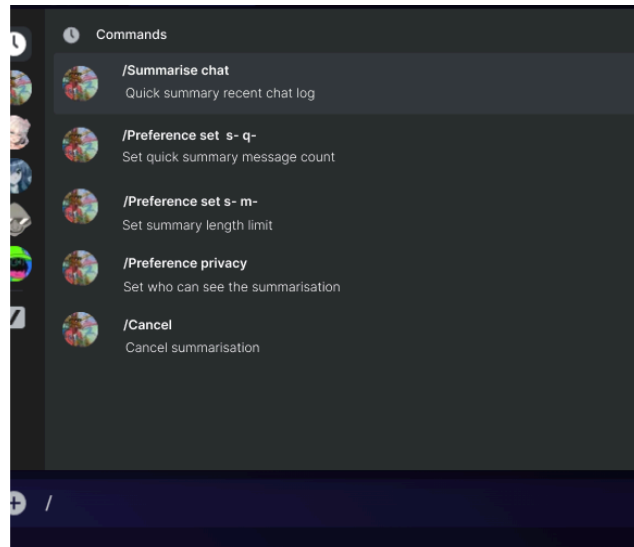 Commands
/Summarise chat
Quick summary recent chat log
/Preference set s- q-
Set quick summary message count
/Preference set s- m-
Set summary length limit
/Preference privacy
Set who can see the summarisation
/Cancel
Cancel summarisation
/